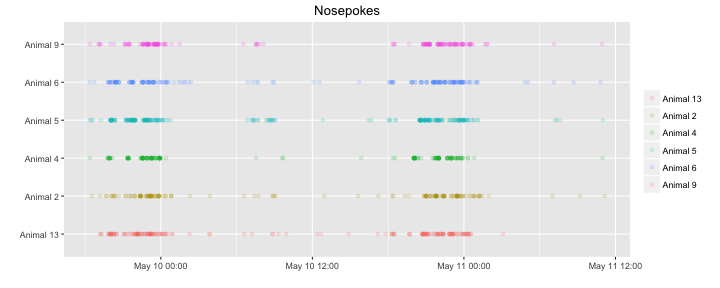 Nosepokes
Animal 9
Animal 6
Animal 5
Animal 4
Animal 2
Animal 13
May 10 00:00
May 10 12:00
May 11 00:00
May 11 12:00
Animal 13
Animal 2
Animal 4
Animal 5
Animal 6
Animal 9